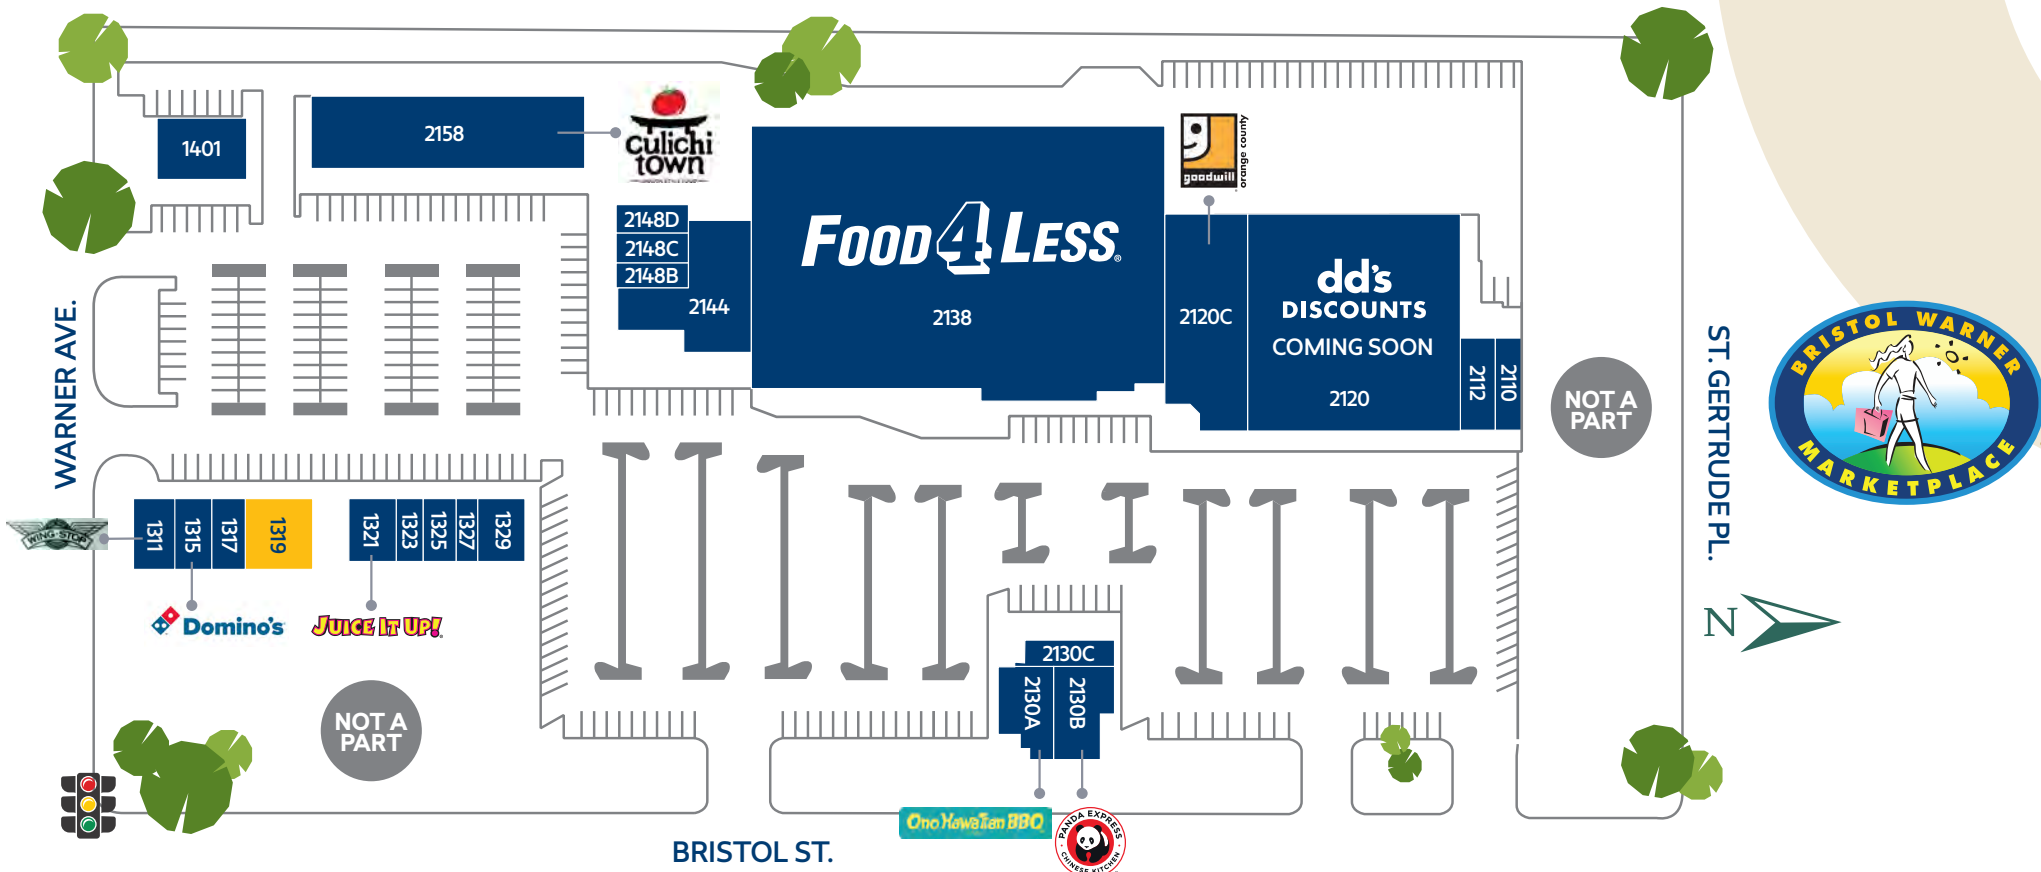 1401
2158
culichi
town
goodwill
orange county
2148D
2148C
2148B
2144
FOOD 4 LESS
2138
2120C
dd's
DISCOUNTS
COMING SOON
2120
2112
2110
NOT A
PART
WARNER AVE.
ST. GERTRUDE PL.
BRISTOL WARNER
MARKETPLACE
WING STOP
1311
1315
1317
1319
1321
1323
1325
1327
1329
Domino's
JUICE IT UP!
N
2130C
2130A
2130B
NOT A
PART
Ono Hawaiian BBQ
PANDA EXPRESS
CHINESE KITCHEN
BRISTOL ST.